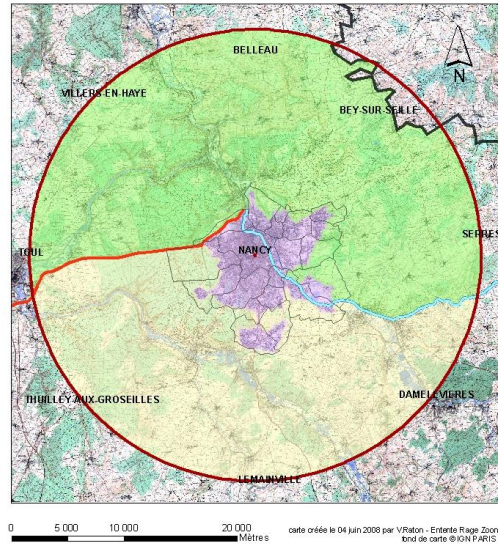 BELLEAU
N
VILLERS-EN-HAYE
BEY-SUR-SEILLE
SERRES
TOUL
NANCY
THUILLEY-AUX-GROSEILLES
DAMELEVIERES
LEMAINVILLE
0 5 000 10 000 20 000
Mètres
carte créée le 04 juin 2008 par V.Raton - Entente Rage Zoon
fond de carte ©IGN PARIS